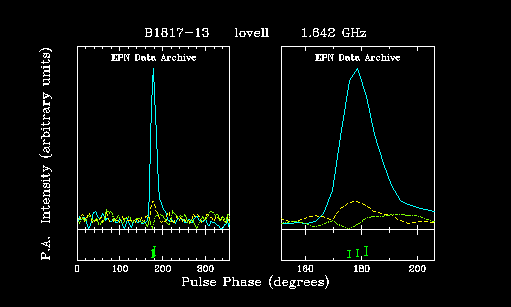 B1817-13 lovell 1.642 GHz
EPN Data Archive EPN Data Archive
P.A. Intensity (arbitrary units)
0 100 200 300 160 180 200
Pulse Phase (degrees)